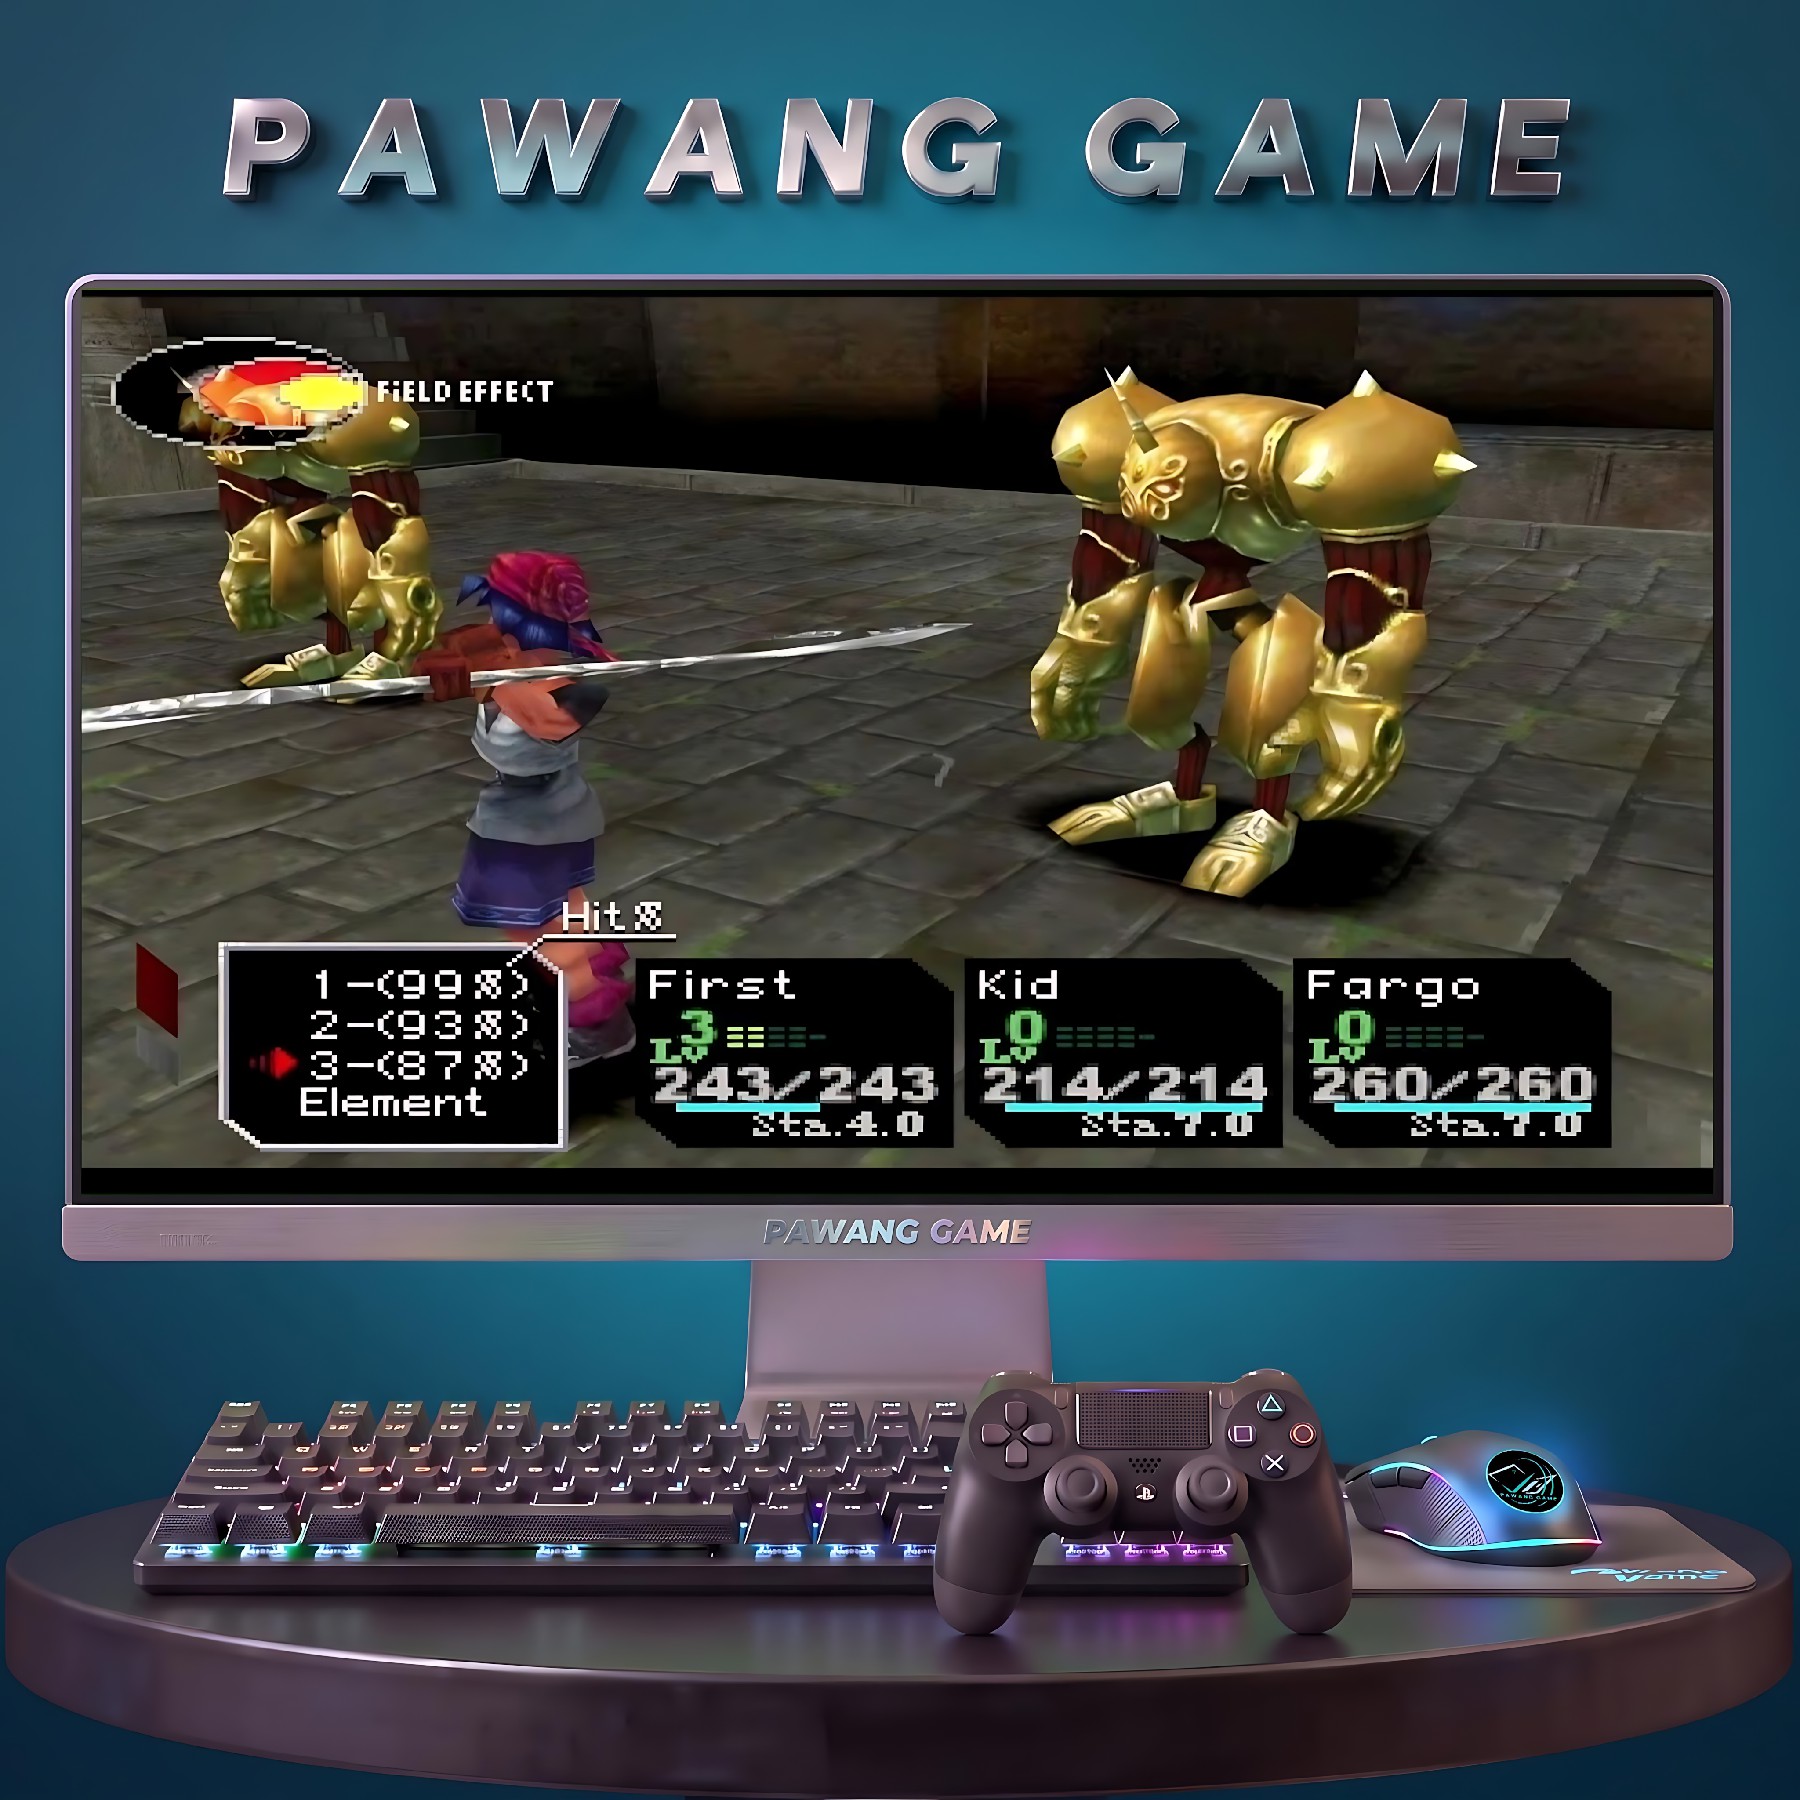 PAWANG GAME
FiELD EFFECT
Hit%
1-(99%)
2-(93%)
3-(87%)
Element
First
Lv 3
243/243
Sta.4.0
Kid
Lv 0
214/214
Sta.7.0
Fargo
Lv 0
260/260
Sta.7.0
PAWANG GAME
PAWANG GAME